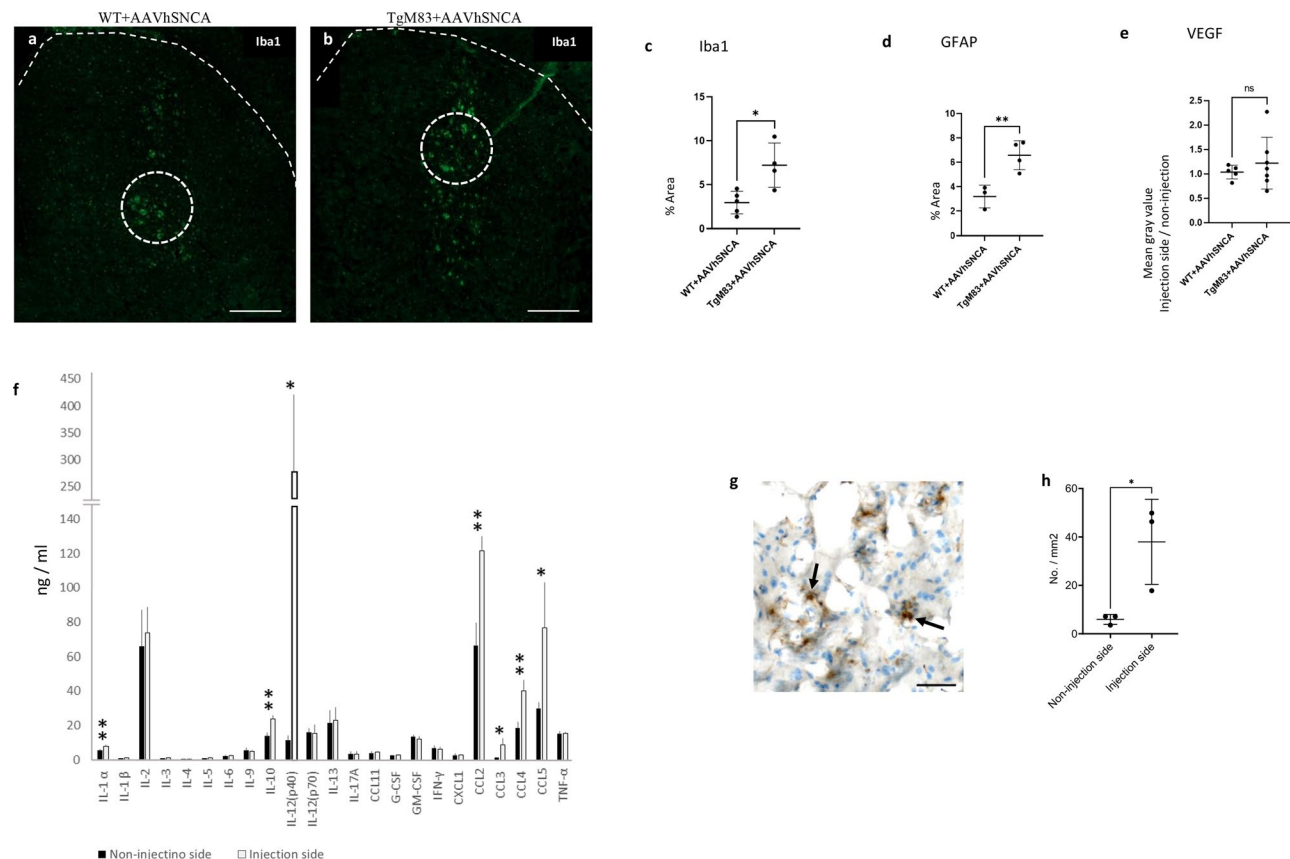 WT+AAVhSNCA
TgM83+AAVhSNCA
a
Iba1
b
Iba1
c
Iba1
% Area
15
10
5
0
*
WT+AAVhSNCA
TgM83+AAVhSNCA
d
GFAP
% Area
10
8
6
4
2
0
**
WT+AAVhSNCA
TgM83+AAVhSNCA
e
VEGF
Mean gray value
Injection side / non-injection
2.5
2.0
1.5
1.0
0.5
0.0
ns
WT+AAVhSNCA
TgM83+AAVhSNCA
f
ng / ml
450
400
350
300
250
140
120
100
80
60
40
20
0
**
**
*
**
*
**
*
IL-1 α
IL-1 β
IL-2
IL-3
IL-4
IL-5
IL-6
IL-9
IL-10
IL-12(p40)
IL-12(p70)
IL-13
IL-17A
CCL11
G-CSF
GM-CSF
IFN-γ
CXCL1
CCL2
CCL3
CCL4
CCL5
TNF-α
Non-injectino side
Injection side
g
h
No. / mm2
60
40
20
0
*
Non-injection side
Injection side